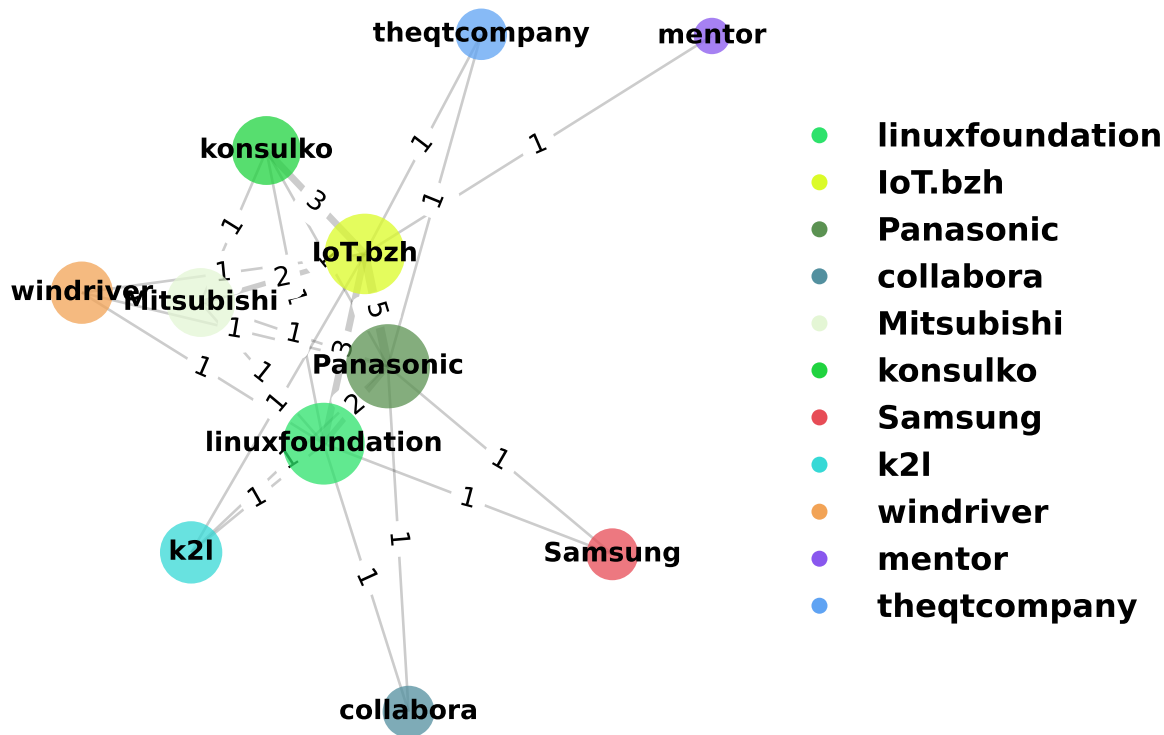 theqtcompany
mentor
1
1
konsulko
3
1
1
IoT.bzh
1
2
windriver
Mitsubishi
1
5
1
1
3
Panasonic
1
1
2
1
linuxfoundation
1
1
1
1
k2l
1
Samsung
1
collabora
linuxfoundation
IoT.bzh
Panasonic
collabora
Mitsubishi
konsulko
Samsung
k2l
windriver
mentor
theqtcompany